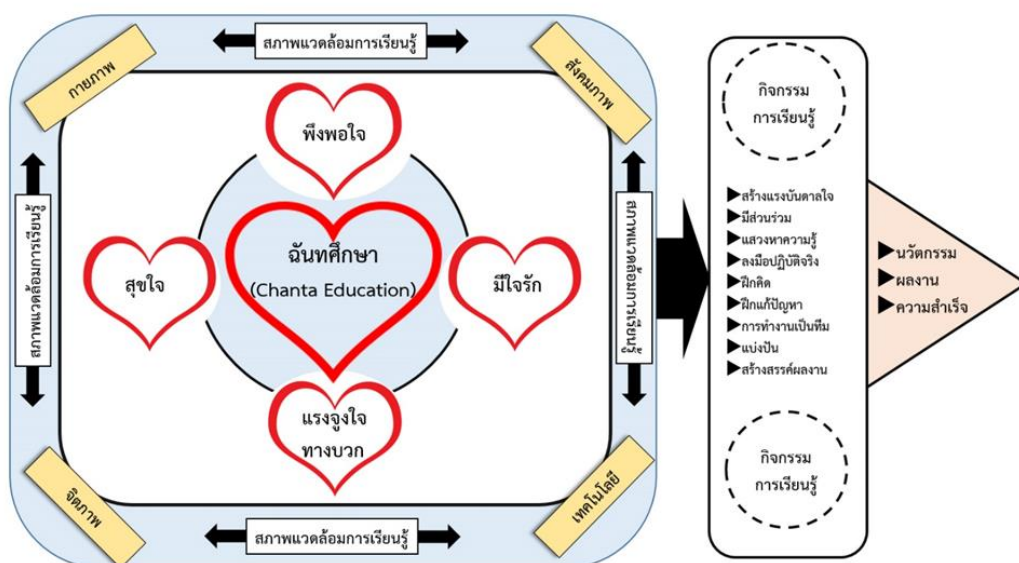 สภาพแวดล้อมการเรียนรู้
กายภาพ
สังคมภาพ
พึงพอใจ
สภาพแวดล้อมการเรียนรู้
สุขใจ
ฉันทศึกษา
(Chanta Education)
มีใจรัก
สภาพแวดล้อมการเรียนรู้
แรงจูงใจ
ทางบวก
จิตภาพ
เทคโนโลยี
สภาพแวดล้อมการเรียนรู้
กิจกรรม
การเรียนรู้
สร้างแรงบันดาลใจ
มีส่วนร่วม
แสวงหาความรู้
ลงมือปฏิบัติจริง
ฝึกคิด
ฝึกแก้ปัญหา
การทำงานเป็นทีม
แบ่งปัน
สร้างสรรค์ผลงาน
กิจกรรม
การเรียนรู้
นวัตกรรม
ผลงาน
ความสำเร็จ